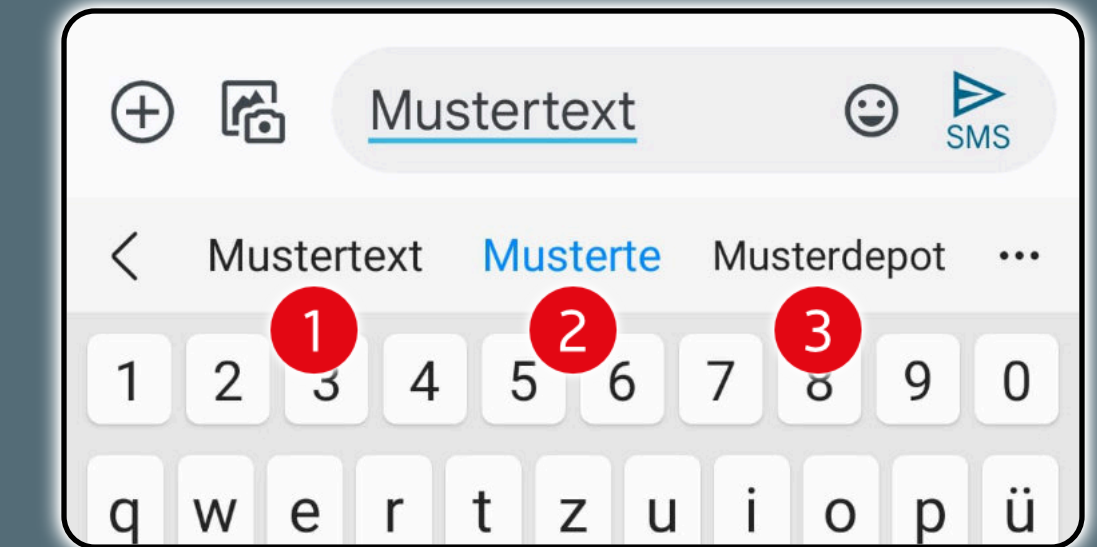 Mustertext
SMS
Mustertext Musterte Musterdepot ...
1 2 3
1 2 3 4 5 6 7 8 9 0
q w e r t z u i o p ü